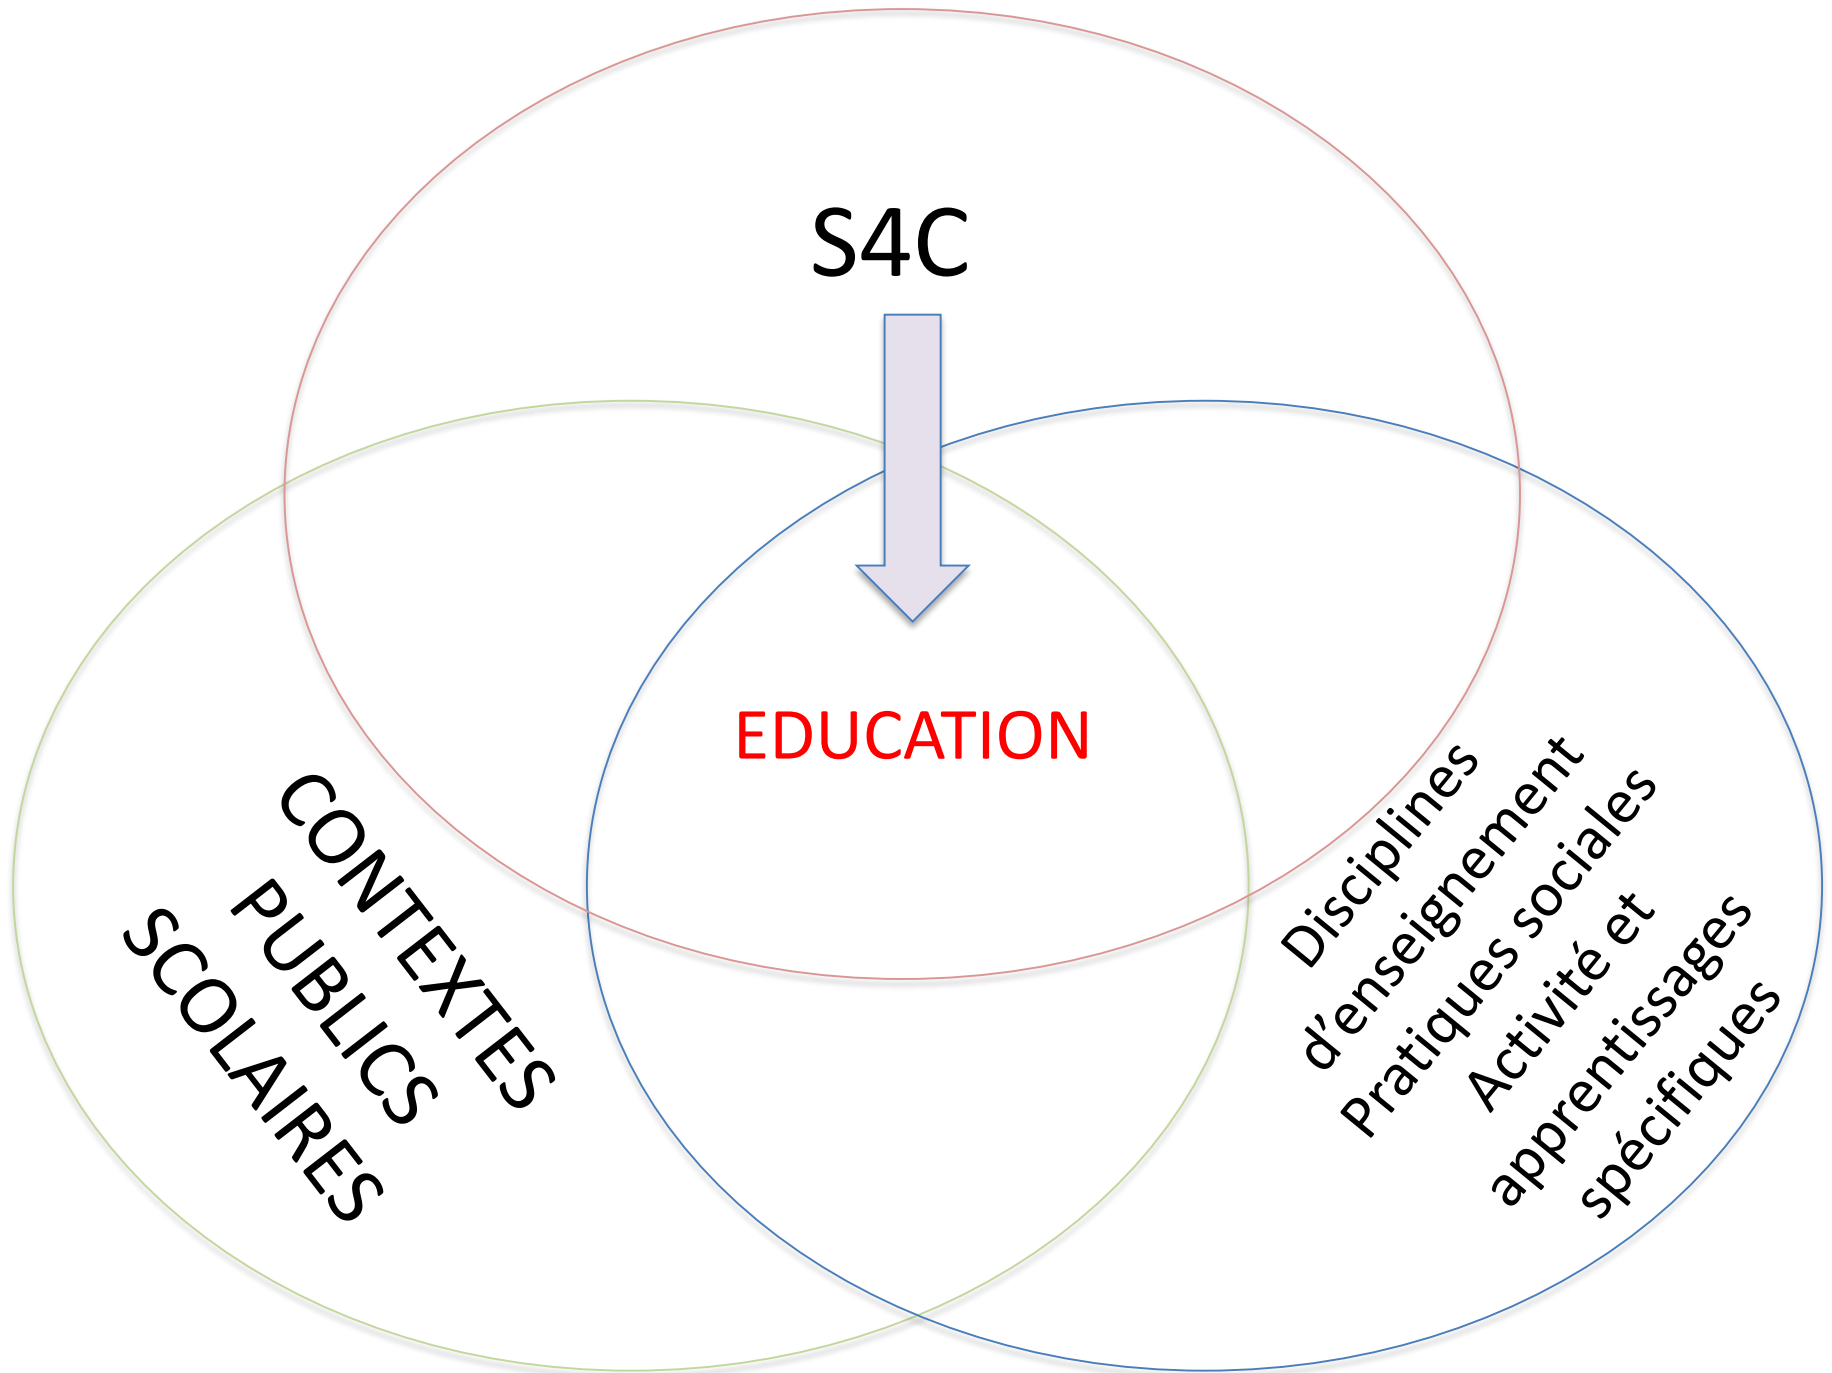 S4C
EDUCATION
CONTEXTES
PUBLICS
SCOLAIRES
Disciplines
d’enseignement
Pratiques sociales
Activité et
apprentissages
spécifiques